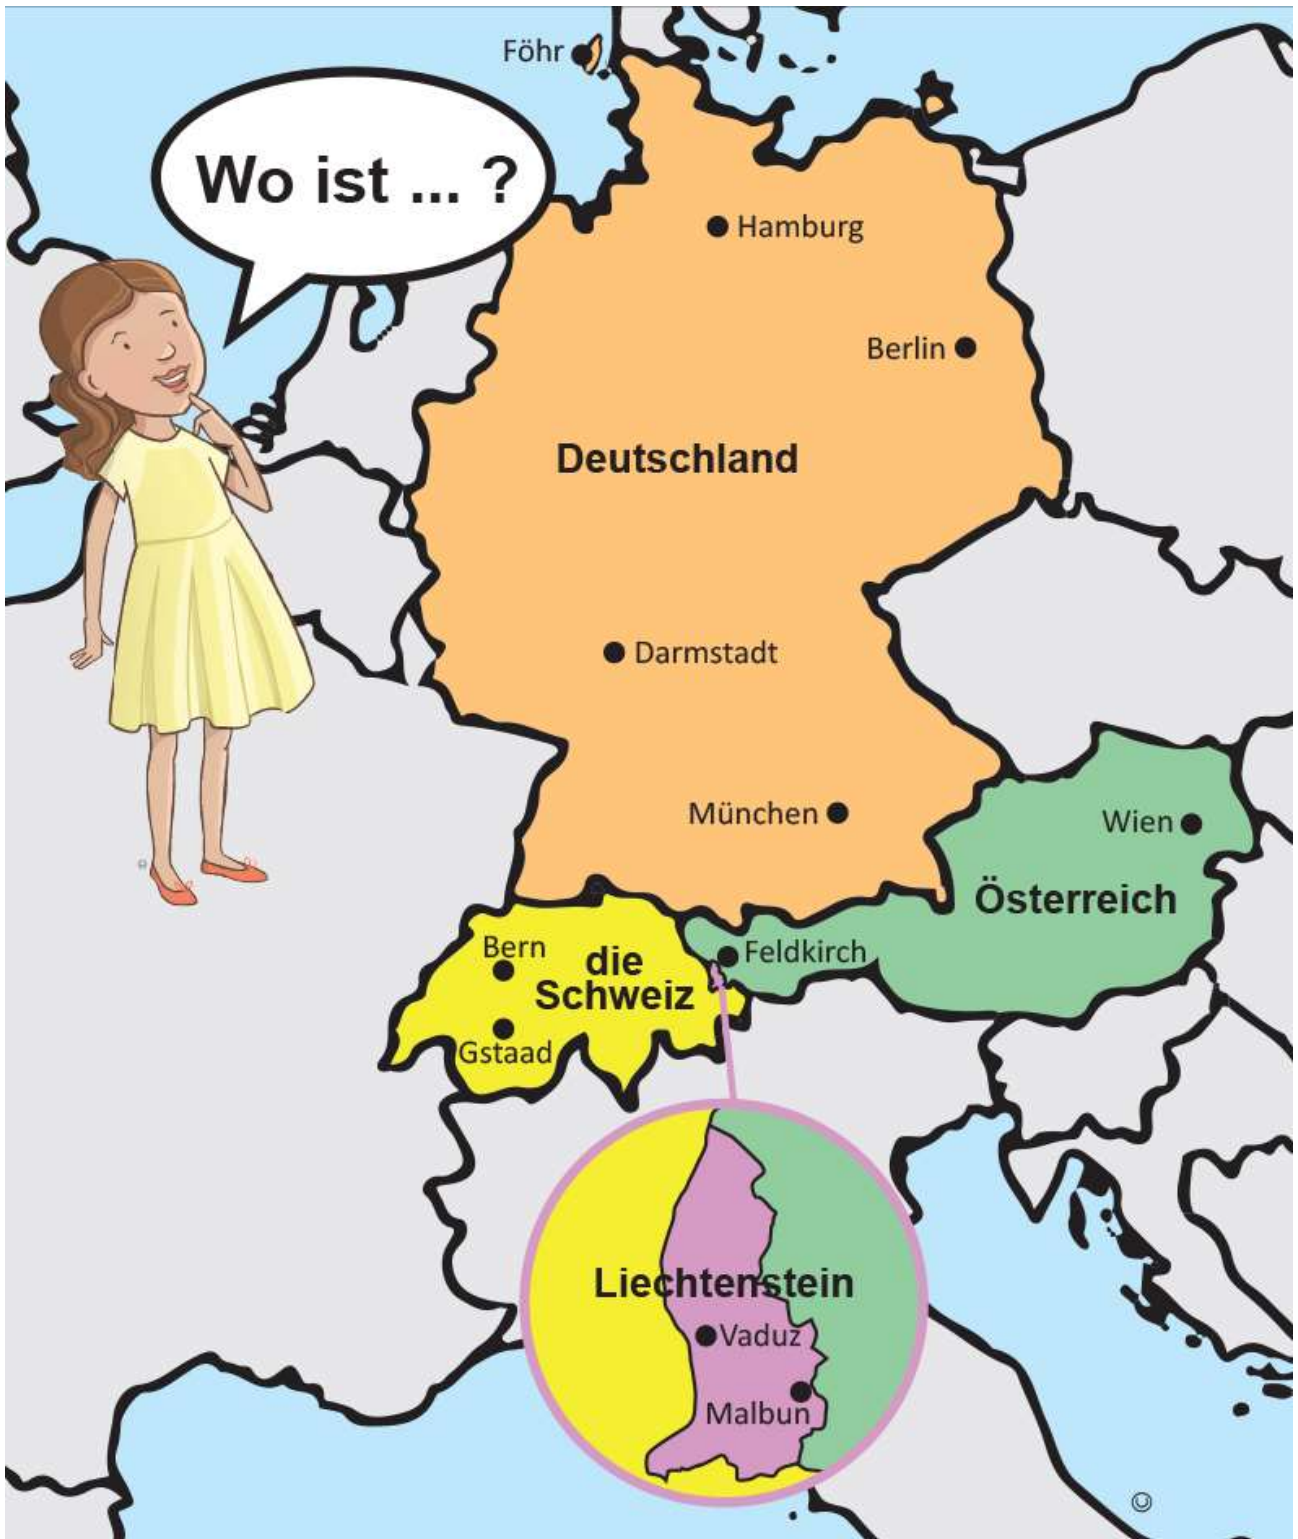 Föhr
Wo ist ... ?
Hamburg
Berlin
Deutschland
Darmstadt
München
Wien
Österreich
Bern
die
Schweiz
Feldkirch
Gstaad
Liechtenstein
Vaduz
Malbun